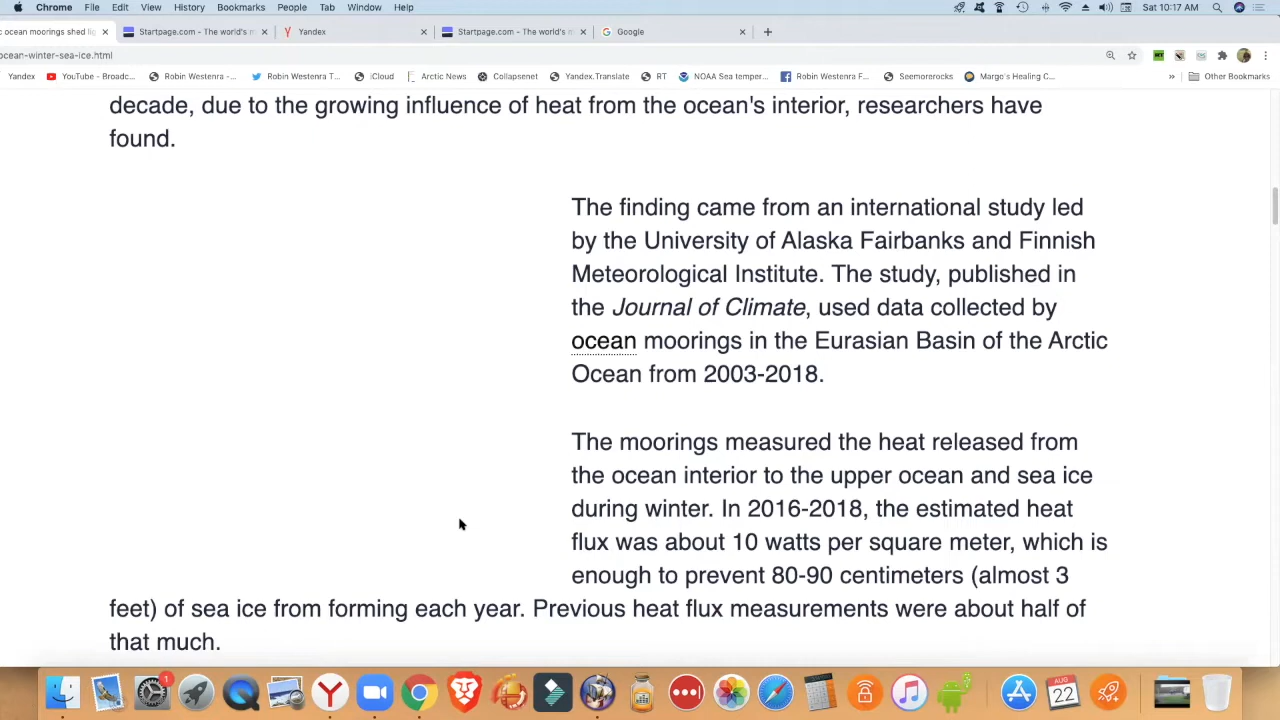 Chrome File Edit View History Bookmarks People Tab Window Help Sat 10:17 AM
c ocean moorings shed lig Startpage.com - The world's m Yandex Startpage.com - The world's m Google
ocean-winter-sea-ice.html
Yandex YouTube - Broadc... Robin Westenra -... Robin Westenra T... iCloud Arctic News Collapsenet Yandex.Translate RT NOAA Sea temper... Robin Westenra F... Seemorerocks Margo's Healing C... » Other Bookmarks
decade, due to the growing influence of heat from the ocean's interior, researchers have
found.
The finding came from an international study led
by the University of Alaska Fairbanks and Finnish
Meteorological Institute. The study, published in
the Journal of Climate, used data collected by
ocean moorings in the Eurasian Basin of the Arctic
Ocean from 2003-2018.
The moorings measured the heat released from
the ocean interior to the upper ocean and sea ice
during winter. In 2016-2018, the estimated heat
flux was about 10 watts per square meter, which is
enough to prevent 80-90 centimeters (almost 3
feet) of sea ice from forming each year. Previous heat flux measurements were about half of
that much.
1
AUG
22